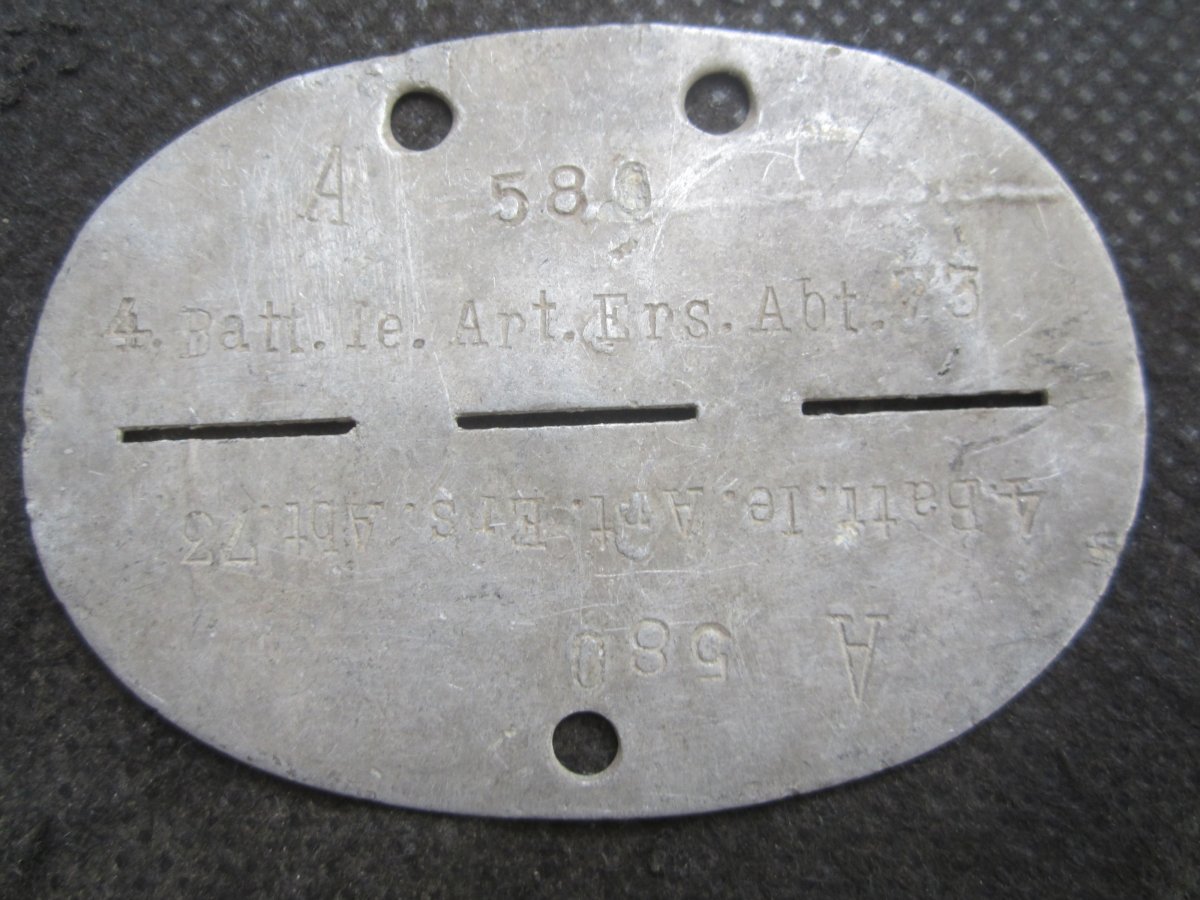 A 580
4. Batt. le. Art. Ers. Abt. 73
4. Batt. le. Art. Ers. Abt. 73
A 580